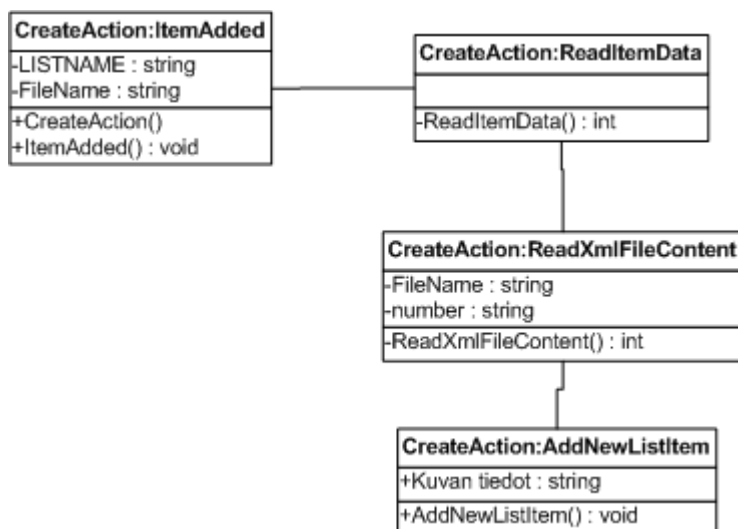 CreateAction:ItemAdded
-LISTNAME : string
-FileName : string
+CreateAction()
+ItemAdded() : void
CreateAction:ReadItemData
-ReadItemData() : int
CreateAction:ReadXmlFileContent
-FileName : string
-number : string
-ReadXmlFileContent() : int
CreateAction:AddNewListItem
+Kuvan tiedot : string
+AddNewListItem() : void